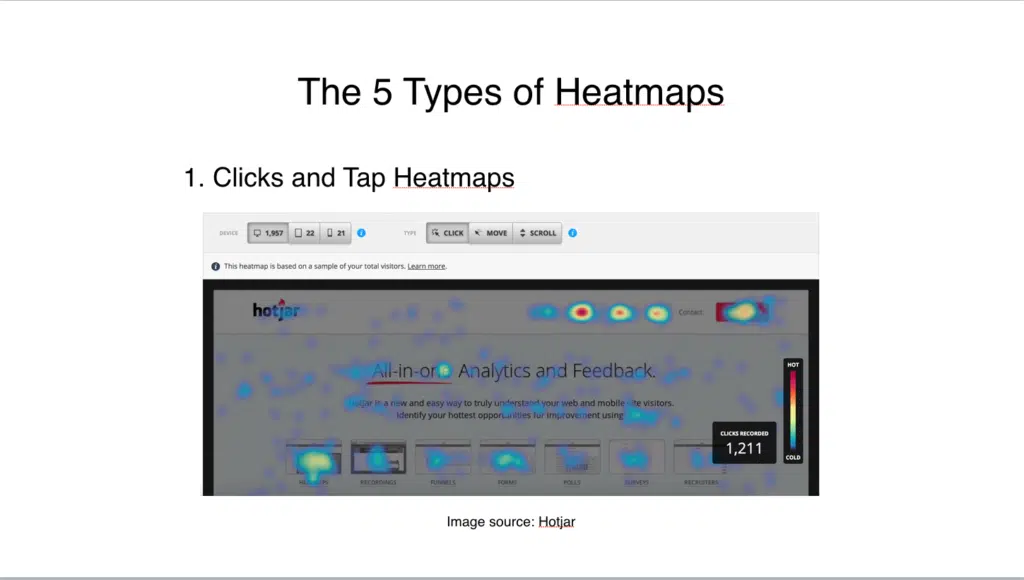 The 5 Types of Heatmaps
1. Clicks and Tap Heatmaps
DEVICE 1,957 22 21 TYPE CLICK MOVE SCROLL
This heatmap is based on a sample of your total visitors. Learn more.
hotjar Contact
HOT
All-in-one Analytics and Feedback.
Hotjar is a new and easy way to truly understand your web and mobile site visitors.
Identify your hottest opportunities for improvement using
CLICKS RECORDED
1,211
COLD
RECORDINGS FUNNELS FORMS POLLS SURVEYS RECRUITERS
Image source: Hotjar